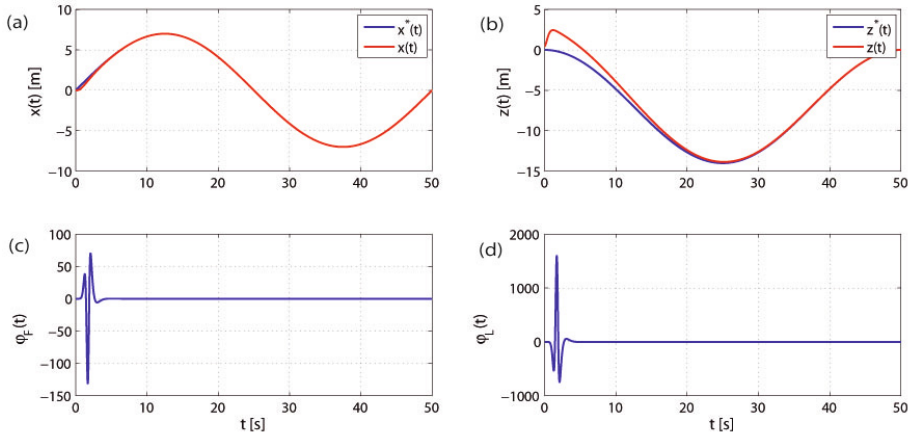 (a)
10
5
0
−5
−10
x(t) [m]
x*(t)
x(t)
0 10 20 30 40 50
(b)
5
0
−5
−10
−15
z(t) [m]
z*(t)
z(t)
0 10 20 30 40 50
(c)
100
50
0
−50
−100
−150
φF(t)
0 10 20 30 40 50
t [s]
(d)
2000
1000
0
−1000
φL(t)
0 10 20 30 40 50
t [s]